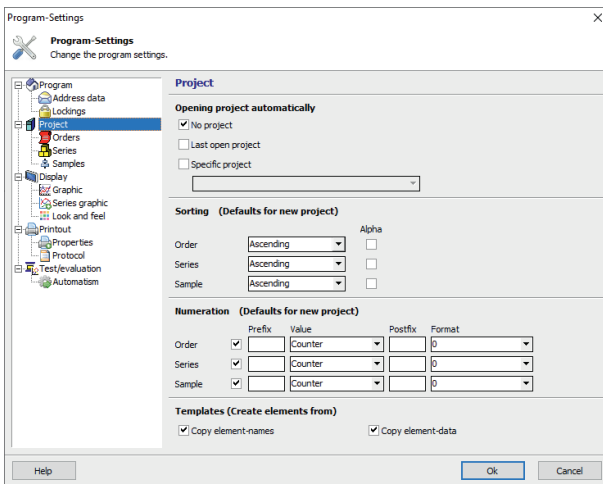 Program-Settings
Program-Settings
Change the program settings.
Program
Address data
Lockings
Project
Orders
Series
Samples
Display
Graphic
Series graphic
Look and feel
Printout
Properties
Protocol
Test/evaluation
Automatism
Project
Opening project automatically
No project
Last open project
Specific project
Sorting (Defaults for new project)
Alpha
Order Ascending
Series Ascending
Sample Ascending
Numeration (Defaults for new project)
Prefix Value Postfix Format
Order Counter 0
Series Counter 0
Sample Counter 0
Templates (Create elements from)
Copy element-names Copy element-data
Help Ok Cancel